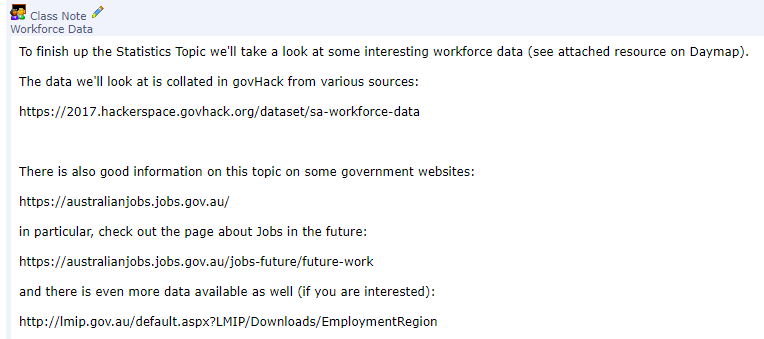 Class Note
Workforce Data
To finish up the Statistics Topic we'll take a look at some interesting workforce data (see attached resource on Daymap).
The data we'll look at is collated in govHack from various sources:
https://2017.hackerspace.govhack.org/dataset/sa-workforce-data
There is also good information on this topic on some government websites:
https://australianjobs.jobs.gov.au/
in particular, check out the page about Jobs in the future:
https://australianjobs.jobs.gov.au/jobs-future/future-work
and there is even more data available as well (if you are interested):
http://lmip.gov.au/default.aspx?LMIP/Downloads/EmploymentRegion